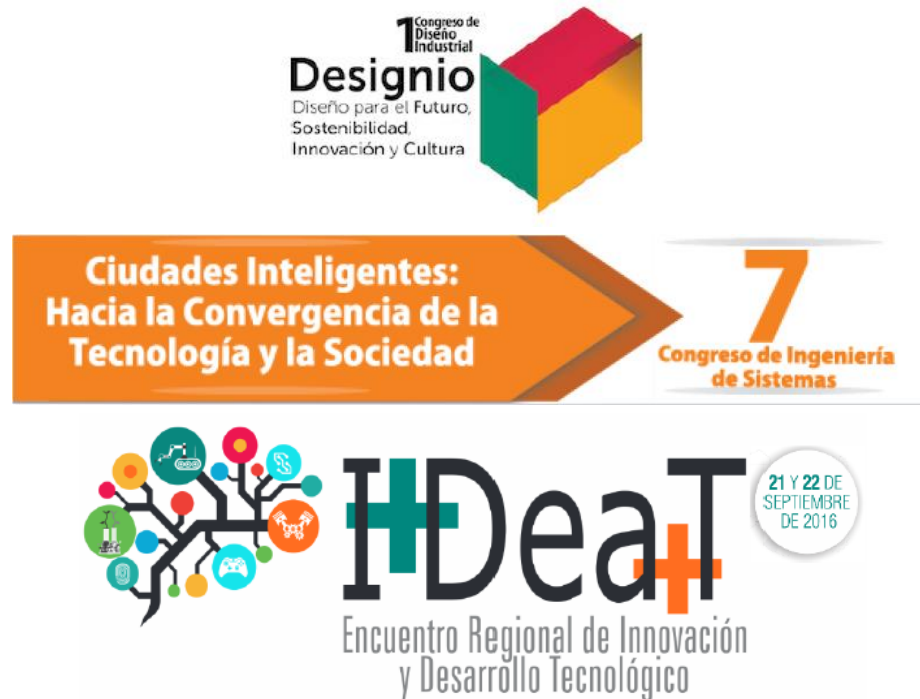 1 Congreso de
Diseño
Industrial
Designio
Diseño para el Futuro,
Sostenibilidad,
Innovación y Cultura
Ciudades Inteligentes:
Hacia la Convergencia de la
Tecnología y la Sociedad
7
Congreso de Ingeniería
de Sistemas
I+Dea+T
21 Y 22 DE
SEPTIEMBRE
DE 2016
Encuentro Regional de Innovación
y Desarrollo Tecnológico